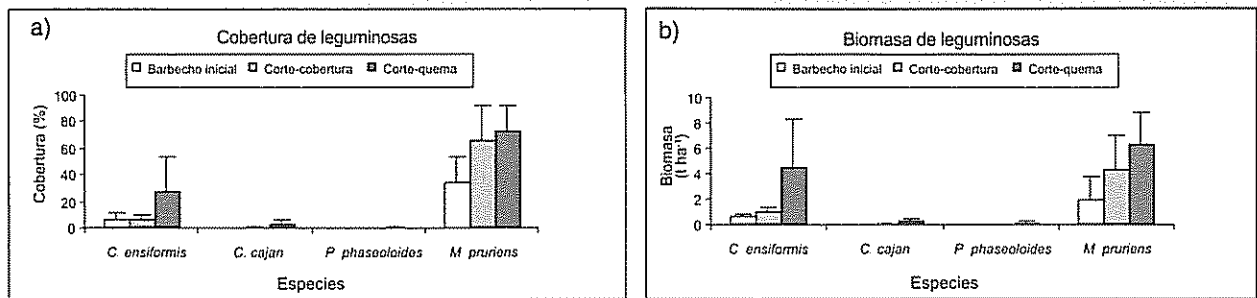 a)
Cobertura de leguminosas
Barbecho inicial Corte-cobertura Corte-quema
Cobertura (%)
100
80
60
40
20
0
C. ensiformis C. cajan P phaseoloides M pruriens
Especies
b)
Biomasa de leguminosas
Barbecho inicial Corte-cobertura Corte-quema
Biomasa
(t ha⁻¹)
10
8
6
4
2
0
C ensiformis C. cajan P phaseoloides M pruriens
Especies